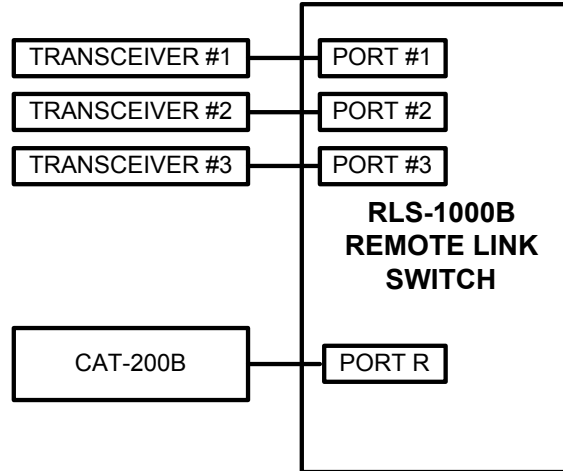 TRANSCEIVER #1 PORT #1
TRANSCEIVER #2 PORT #2
TRANSCEIVER #3 PORT #3
RLS-1000B
REMOTE LINK
SWITCH
CAT-200B PORT R